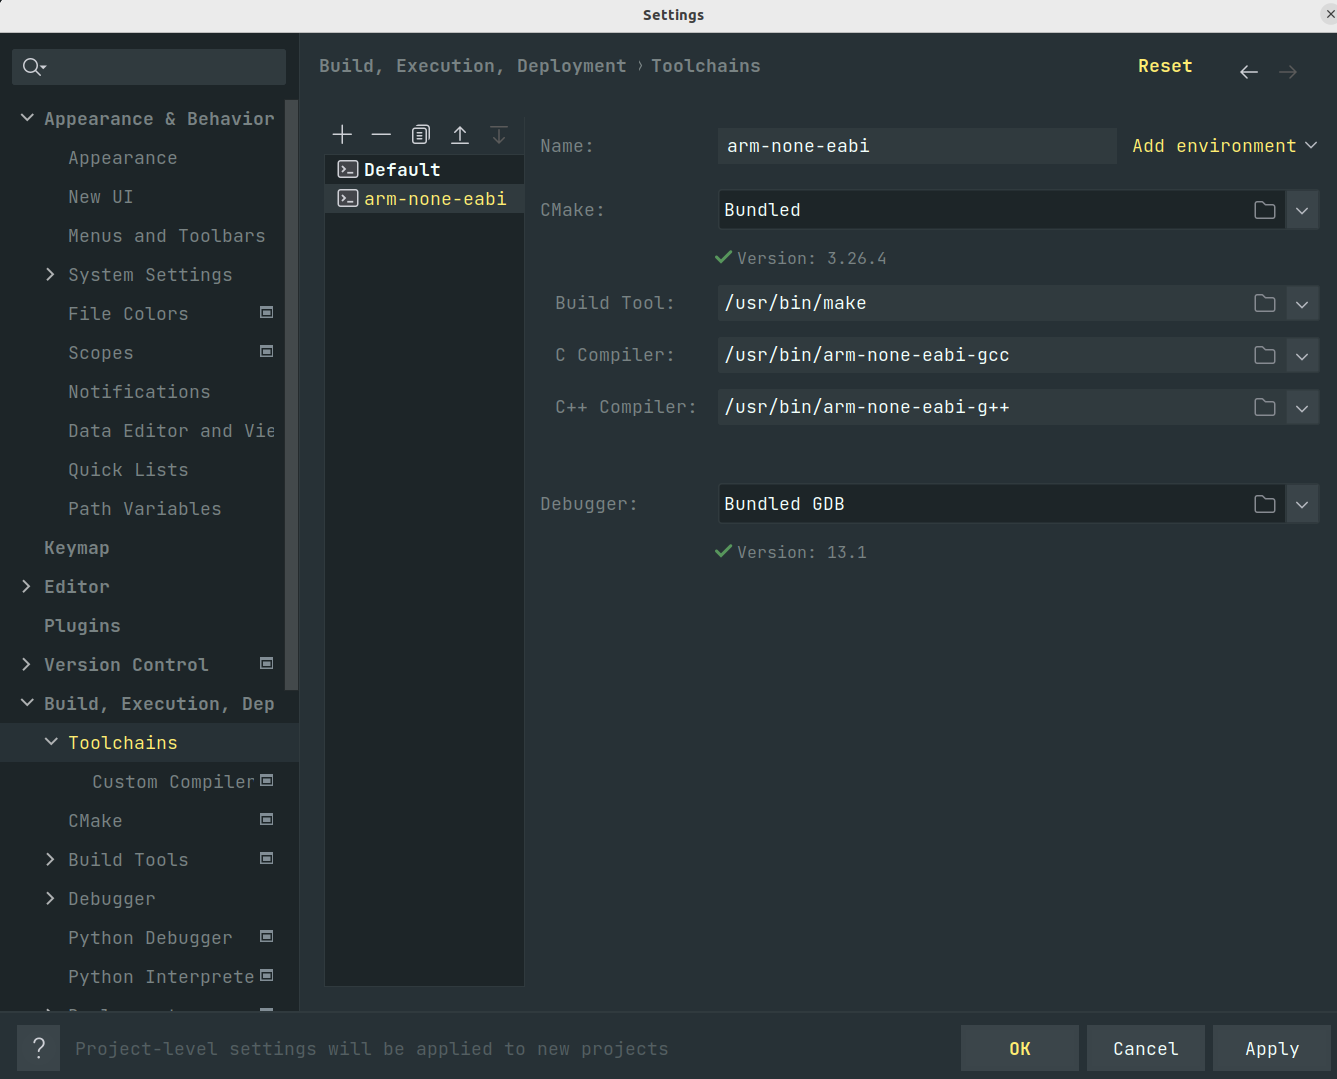 Settings
Build, Execution, Deployment › Toolchains
Reset
Appearance & Behavior
Appearance
New UI
Menus and Toolbars
System Settings
File Colors
Scopes
Notifications
Data Editor and Vie
Quick Lists
Path Variables
Keymap
Editor
Plugins
Version Control
Build, Execution, Dep
Toolchains
Custom Compiler
CMake
Build Tools
Debugger
Python Debugger
Python Interprete
Default
arm-none-eabi
Name: arm-none-eabi Add environment
CMake: Bundled
Version: 3.26.4
Build Tool: /usr/bin/make
C Compiler: /usr/bin/arm-none-eabi-gcc
C++ Compiler: /usr/bin/arm-none-eabi-g++
Debugger: Bundled GDB
Version: 13.1
? Project-level settings will be applied to new projects
OK Cancel Apply